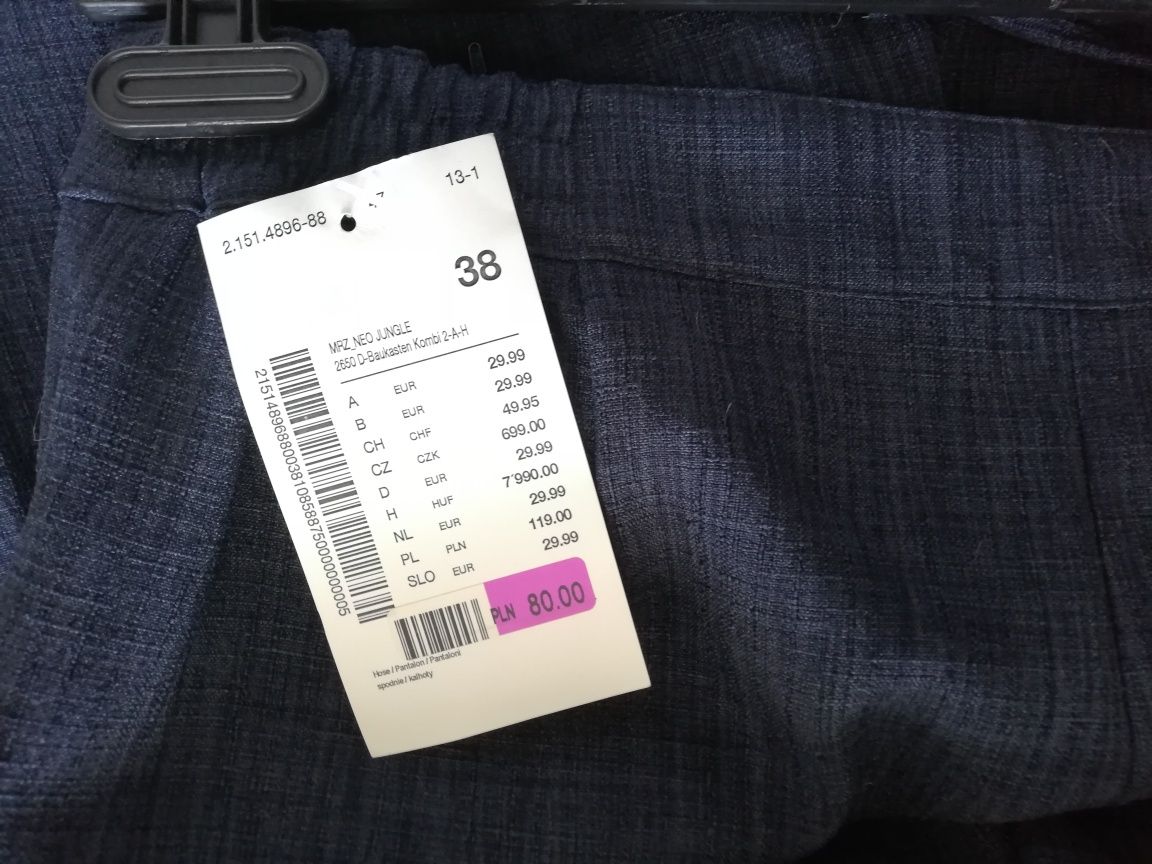 2.151.4896-88
13-1
38
MRZ_NEO JUNGLE
2650 D-Baukasten Kombi 2-A-H
A EUR 29.99
B EUR 29.99
CH CHF 49.95
CZ CZK 699.00
D EUR 29.99
H HUF 7'990.00
NL EUR 29.99
PL PLN 119.00
SLO EUR 29.99
PLN 80.00
Hose / Pantalon / Pantaloni
spodnie / kalhoty